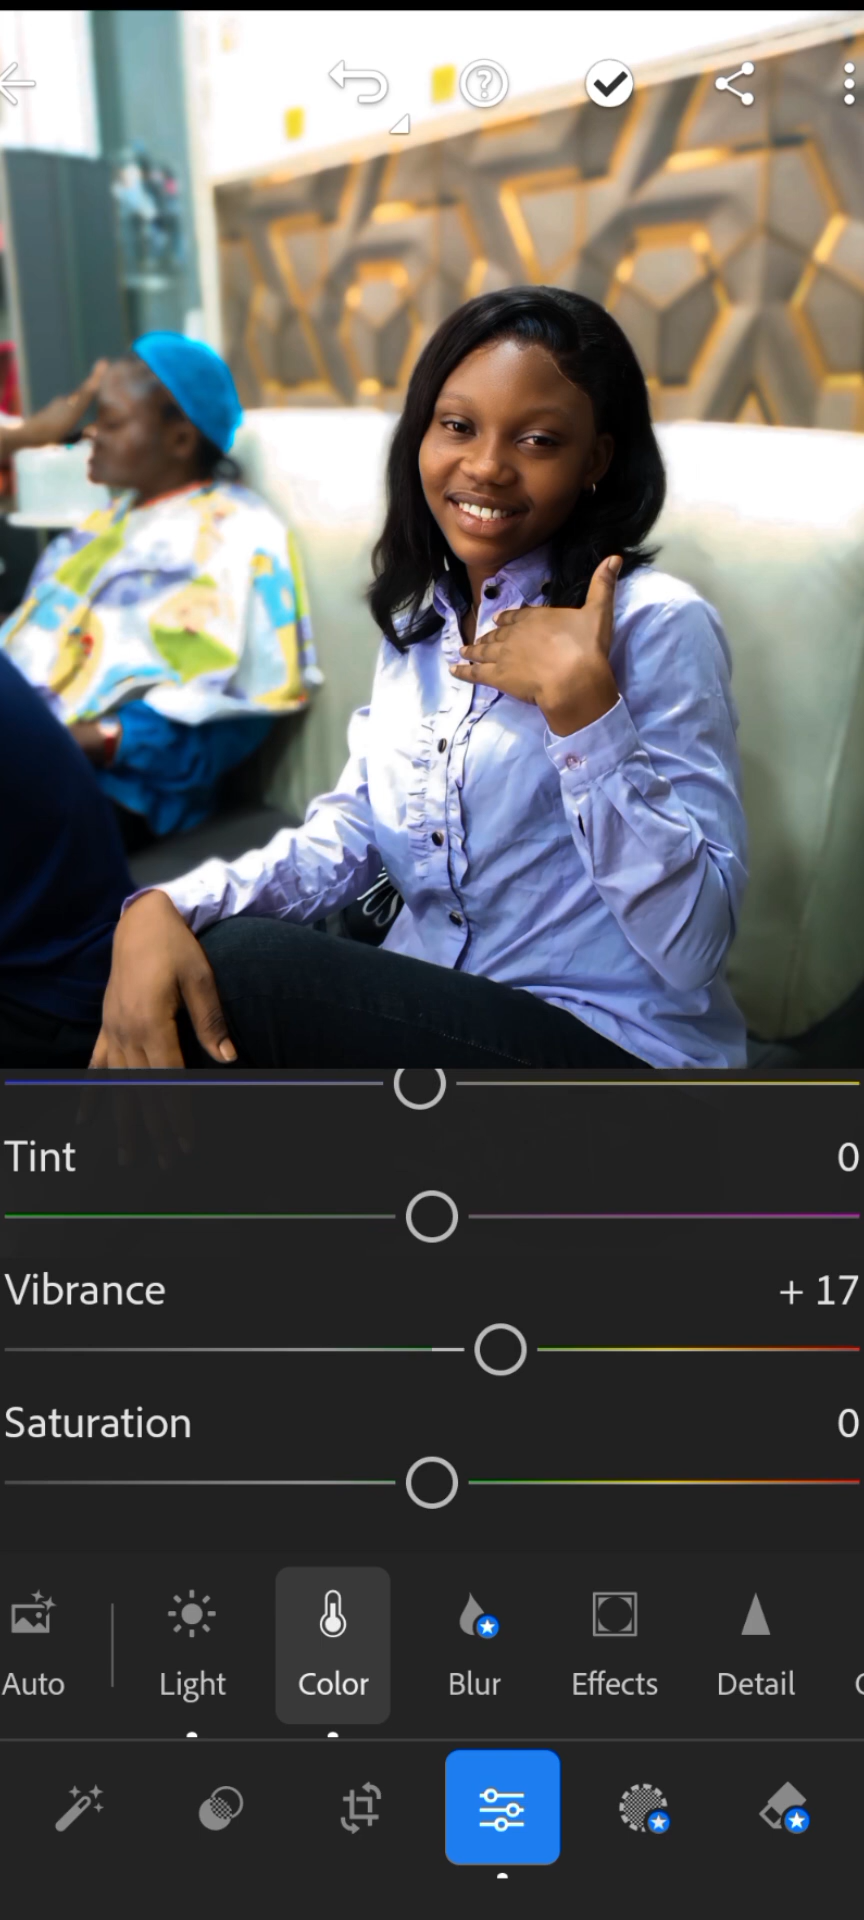 Tint 0
Vibrance + 17
Saturation 0
Auto Light Color Blur Effects Detail